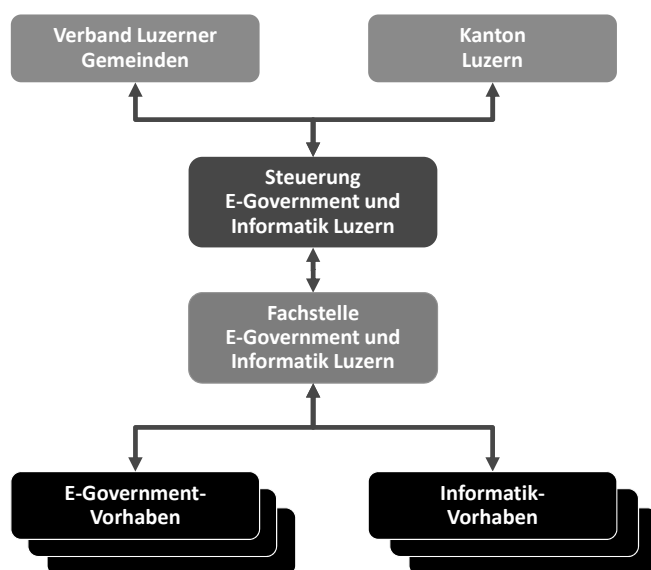 Verband Luzerner
Gemeinden
Kanton
Luzern
Steuerung
E-Government und
Informatik Luzern
Fachstelle
E-Government und
Informatik Luzern
E-Government-
Vorhaben
Informatik-
Vorhaben